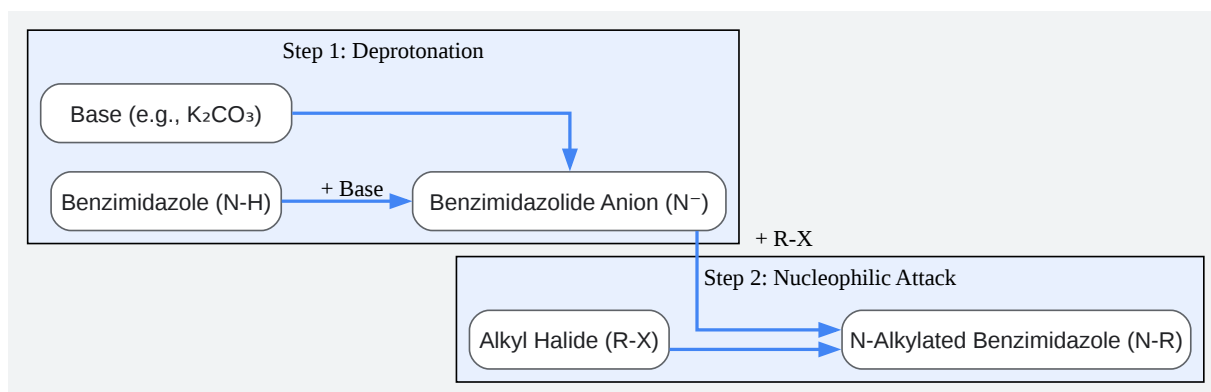 Step 1: Deprotonation
Base (e.g., K₂CO₃)
Benzimidazole (N-H)
+ Base
Benzimidazolide Anion (N⁻)
+ R-X
Step 2: Nucleophilic Attack
Alkyl Halide (R-X)
N-Alkylated Benzimidazole (N-R)